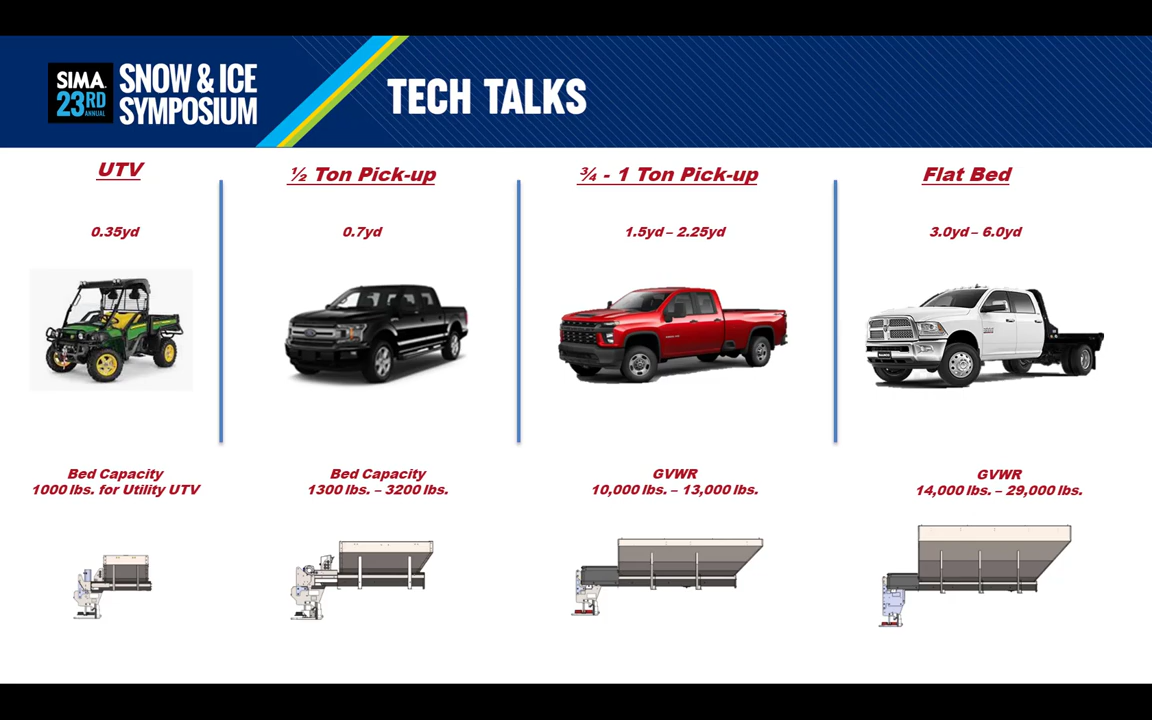 SIMA
23RD
ANNUAL
SNOW & ICE
SYMPOSIUM
TECH TALKS
UTV
½ Ton Pick-up
¾ - 1 Ton Pick-up
Flat Bed
0.35yd
0.7yd
1.5yd – 2.25yd
3.0yd – 6.0yd
Bed Capacity
1000 lbs. for Utility UTV
Bed Capacity
1300 lbs. – 3200 lbs.
GVWR
10,000 lbs. – 13,000 lbs.
GVWR
14,000 lbs. – 29,000 lbs.